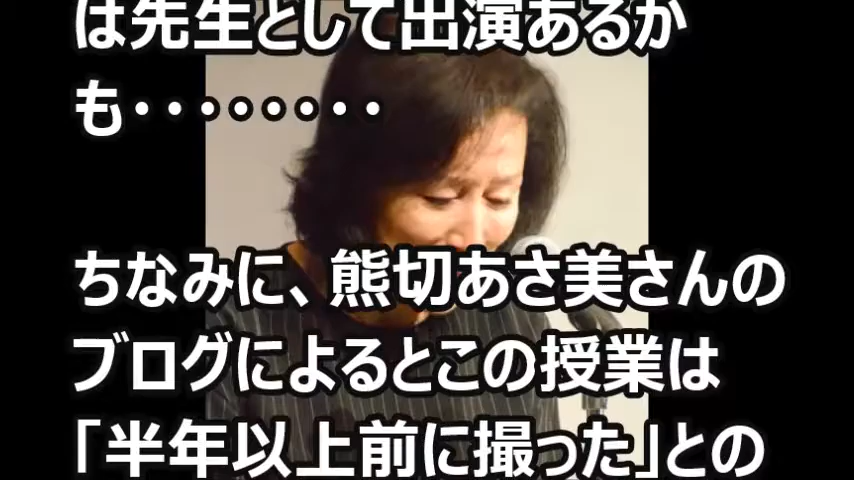 は先生として出演あるか
も・・・・・・・・
ちなみに、熊切あさ美さんの
ブログによるとこの授業は
「半年以上前に撮った」との